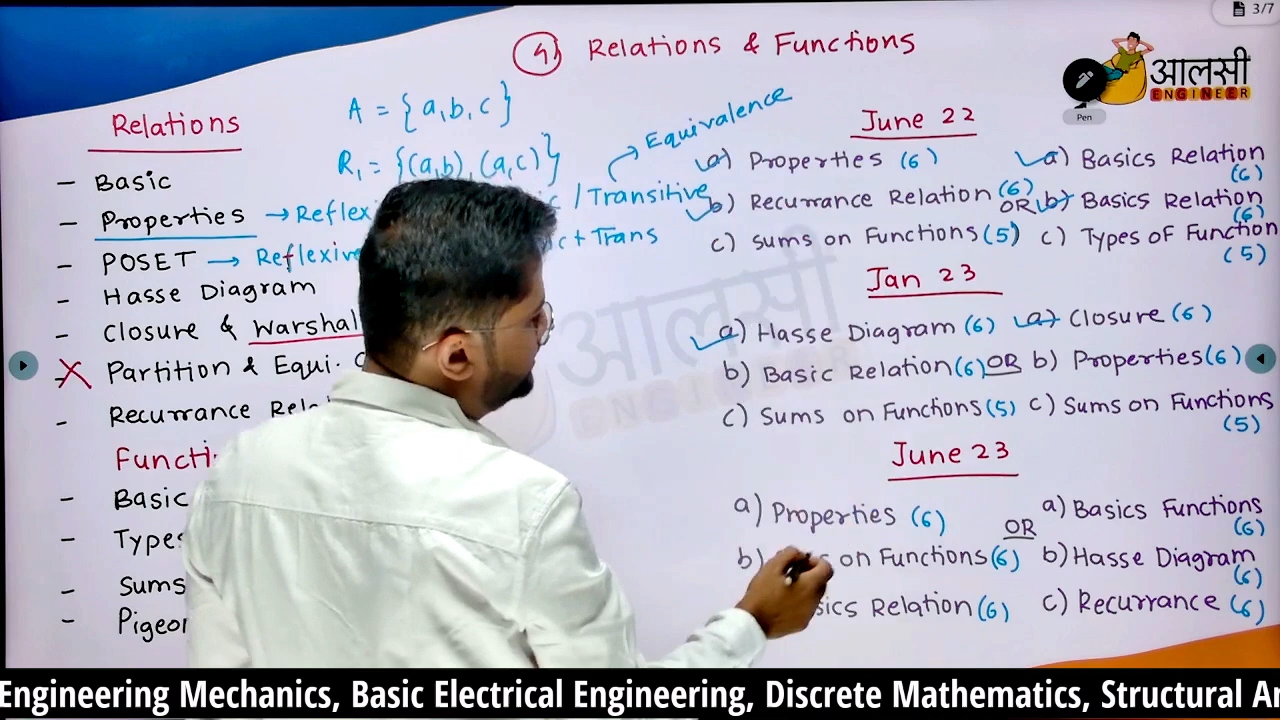 3/7
4) Relations & Functions
आलसी
ENGINEER
Pen
Relations
A = {a,b,c}
R₁ = {(a,b),(a,c)}
Equivalence
- Basic
- Properties → Reflex / Transitive
- POSET → Reflexive + Trans
- Hasse Diagram
- Closure & Warshal
X Partition & Equi.
- Recurrance Rela
Functi
- Basic
- Types
- Sums
- Pigeon
June 22
a) Properties (6)
b) Recurrance Relation (6)
c) Sums on Functions (5)
OR
a) Basics Relation (6)
b) Basics Relation (6)
c) Types of Function (5)
Jan 23
a) Hasse Diagram (6)
b) Basic Relation (6)
c) Sums on Functions (5)
OR
a) Closure (6)
b) Properties (6)
c) Sums on Functions (5)
June 23
a) Properties (6)
b) on Functions (6)
Relation (6)
OR
a) Basics Functions (6)
b) Hasse Diagram (6)
c) Recurrance (6)
आलसी
ENGINEER
Engineering Mechanics, Basic Electrical Engineering, Discrete Mathematics, Structural An